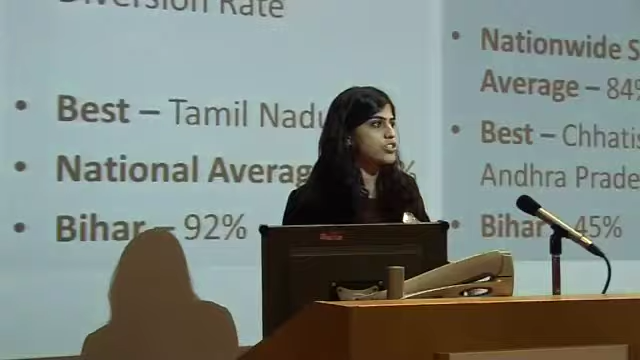 Diversion Rate
• Best – Tamil Nadu
• National Average
• Bihar – 92%
• Nationwide S
Average – 84%
• Best – Chhatis
Andhra Prade
• Bihar – 45%